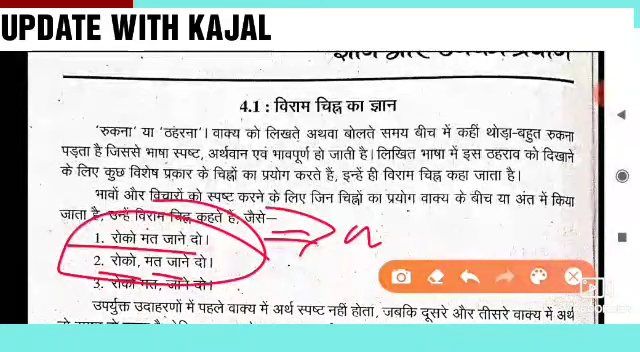 UPDATE WITH KAJAL
4.1 : विराम चिह्न का ज्ञान
'रुकना' या 'ठहरना'। वाक्य को लिखते अथवा बोलते समय बीच में कहीं थोड़ा-बहुत रुकना
पड़ता है जिससे भाषा स्पष्ट, अर्थवान एवं भावपूर्ण हो जाती है। लिखित भाषा में इस ठहराव को दिखाने
के लिए कुछ विशेष प्रकार के चिह्नों का प्रयोग करते हैं, इन्हें ही विराम चिह्न कहा जाता है।
भावों और विचारों को स्पष्ट करने के लिए जिन चिह्नों का प्रयोग वाक्य के बीच या अंत में किया
जाता है, उन्हें विराम चिह्न कहते हैं, जैसे—
1. रोको मत जाने दो।
2. रोको, मत जाने दो।
3. रोको मत, जाने दो।
उपर्युक्त उदाहरणों में पहले वाक्य में अर्थ स्पष्ट नहीं होता, जबकि दूसरे और तीसरे वाक्य में अर्थ